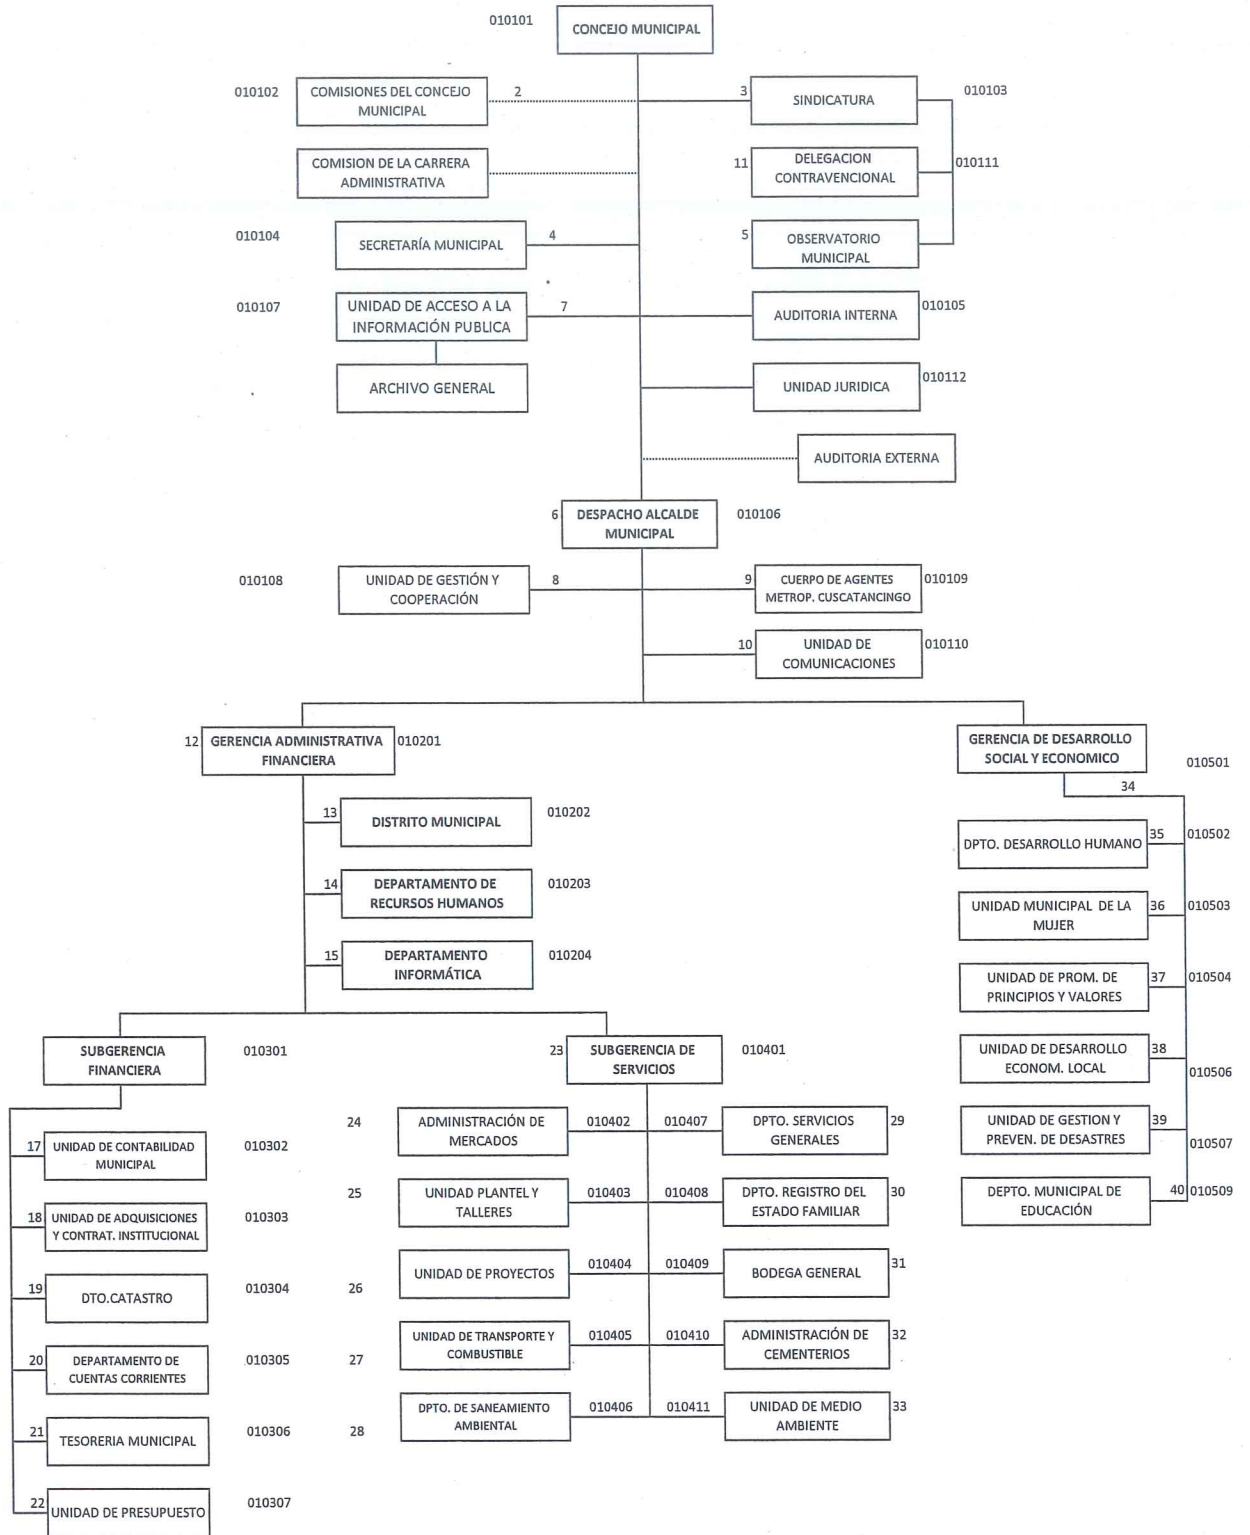 010101
CONCEJO MUNICIPAL
010102
COMISIONES DEL CONCEJO
MUNICIPAL
2
3
SINDICATURA
010103
COMISION DE LA CARRERA
ADMINISTRATIVA
11
DELEGACION
CONTRAVENCIONAL
010111
010104
SECRETARÍA MUNICIPAL
4
5
OBSERVATORIO
MUNICIPAL
010107
UNIDAD DE ACCESO A LA
INFORMACIÓN PUBLICA
7
AUDITORIA INTERNA
010105
ARCHIVO GENERAL
UNIDAD JURIDICA
010112
AUDITORIA EXTERNA
6
DESPACHO ALCALDE
MUNICIPAL
010106
010108
UNIDAD DE GESTIÓN Y
COOPERACIÓN
8
9
CUERPO DE AGENTES
METROP. CUSCATANCINGO
010109
10
UNIDAD DE
COMUNICACIONES
010110
12
GERENCIA ADMINISTRATIVA
FINANCIERA
010201
GERENCIA DE DESARROLLO
SOCIAL Y ECONOMICO
010501
34
13
DISTRITO MUNICIPAL
010202
DPTO. DESARROLLO HUMANO
35
010502
14
DEPARTAMENTO DE
RECURSOS HUMANOS
010203
UNIDAD MUNICIPAL DE LA
MUJER
36
010503
15
DEPARTAMENTO
INFORMÁTICA
010204
UNIDAD DE PROM. DE
PRINCIPIOS Y VALORES
37
010504
SUBGERENCIA
FINANCIERA
010301
23
SUBGERENCIA DE
SERVICIOS
010401
UNIDAD DE DESARROLLO
ECONOM. LOCAL
38
010506
24
ADMINISTRACIÓN DE
MERCADOS
010402
010407
DPTO. SERVICIOS
GENERALES
29
UNIDAD DE GESTION Y
PREVEN. DE DESASTRES
39
010507
17
UNIDAD DE CONTABILIDAD
MUNICIPAL
010302
25
UNIDAD PLANTEL Y
TALLERES
010403
010408
DPTO. REGISTRO DEL
ESTADO FAMILIAR
30
DEPTO. MUNICIPAL DE
EDUCACIÓN
40
010509
18
UNIDAD DE ADQUISICIONES
Y CONTRAT. INSTITUCIONAL
010303
26
UNIDAD DE PROYECTOS
010404
010409
BODEGA GENERAL
31
19
DTO.CATASTRO
010304
27
UNIDAD DE TRANSPORTE Y
COMBUSTIBLE
010405
010410
ADMINISTRACIÓN DE
CEMENTERIOS
32
20
DEPARTAMENTO DE
CUENTAS CORRIENTES
010305
28
DPTO. DE SANEAMIENTO
AMBIENTAL
010406
010411
UNIDAD DE MEDIO
AMBIENTE
33
21
TESORERIA MUNICIPAL
010306
22
UNIDAD DE PRESUPUESTO
010307